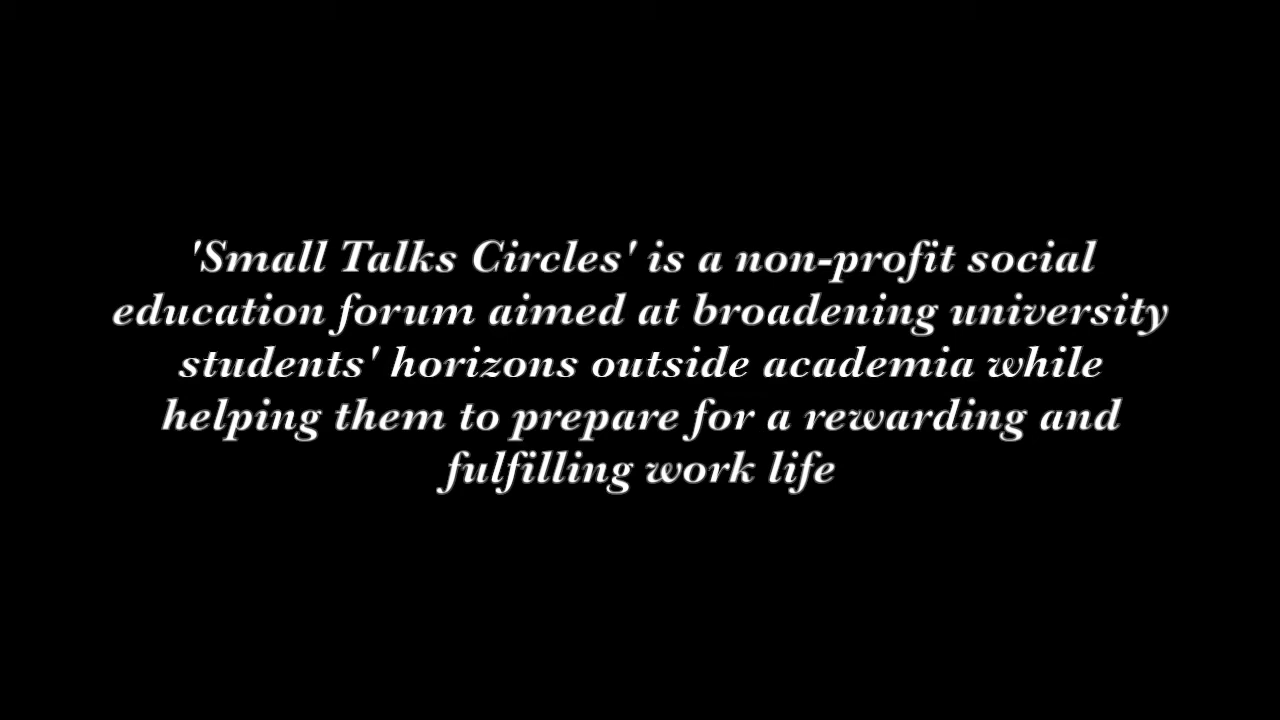 'Small Talks Circles' is a non-profit social
education forum aimed at broadening university
students' horizons outside academia while
helping them to prepare for a rewarding and
fulfilling work life